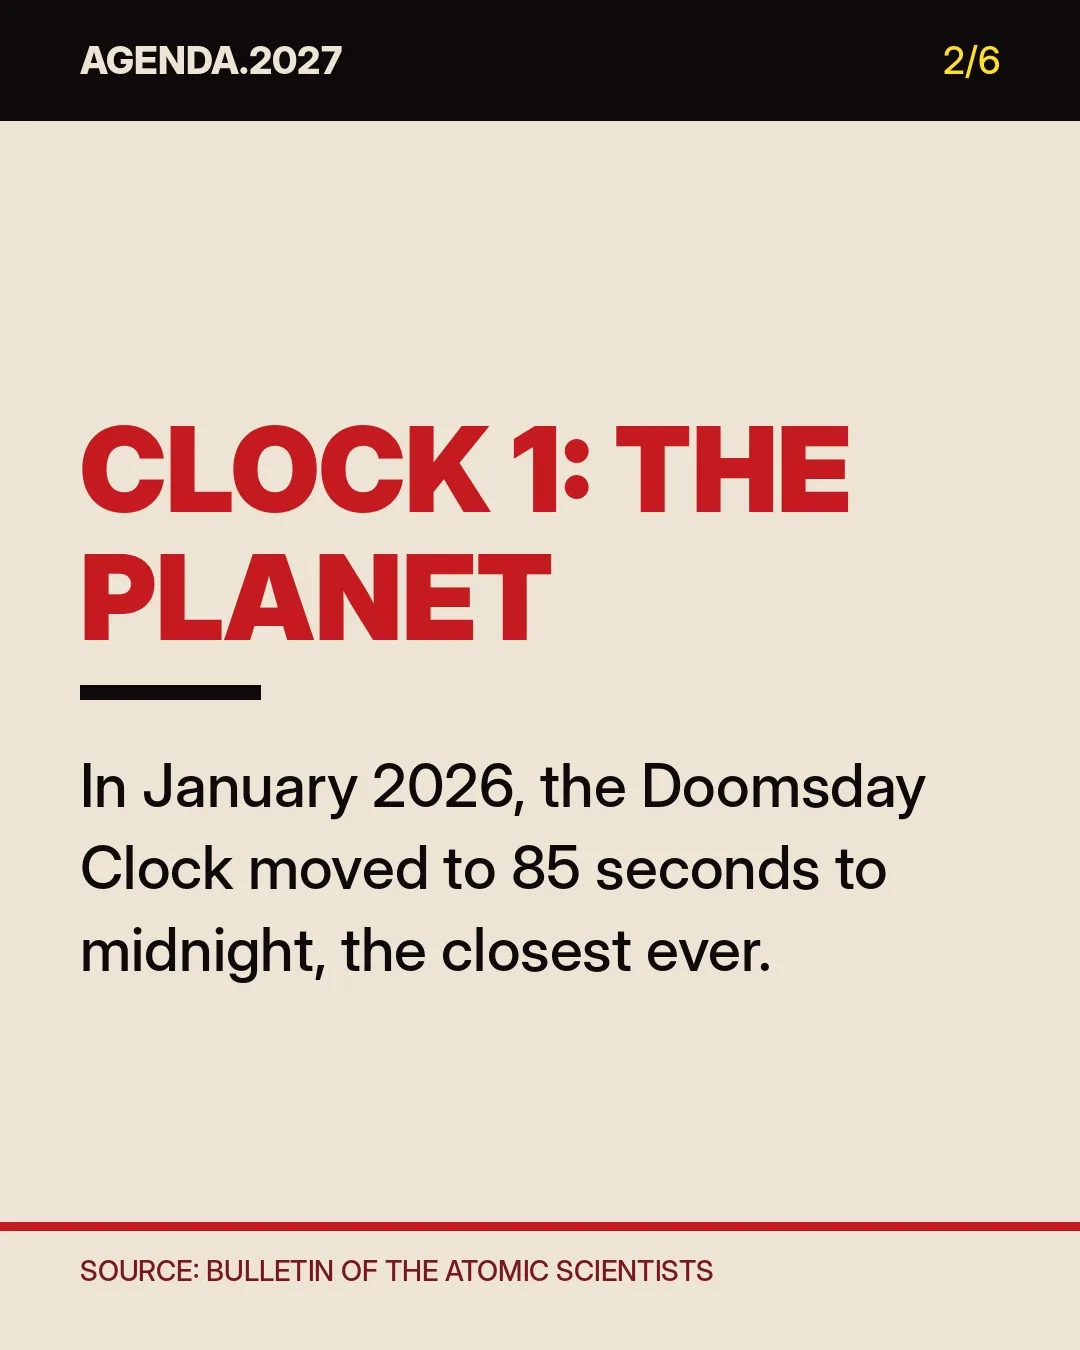 AGENDA.2027
2/6
CLOCK 1: THE
PLANET
In January 2026, the Doomsday
Clock moved to 85 seconds to
midnight, the closest ever.
SOURCE: BULLETIN OF THE ATOMIC SCIENTISTS